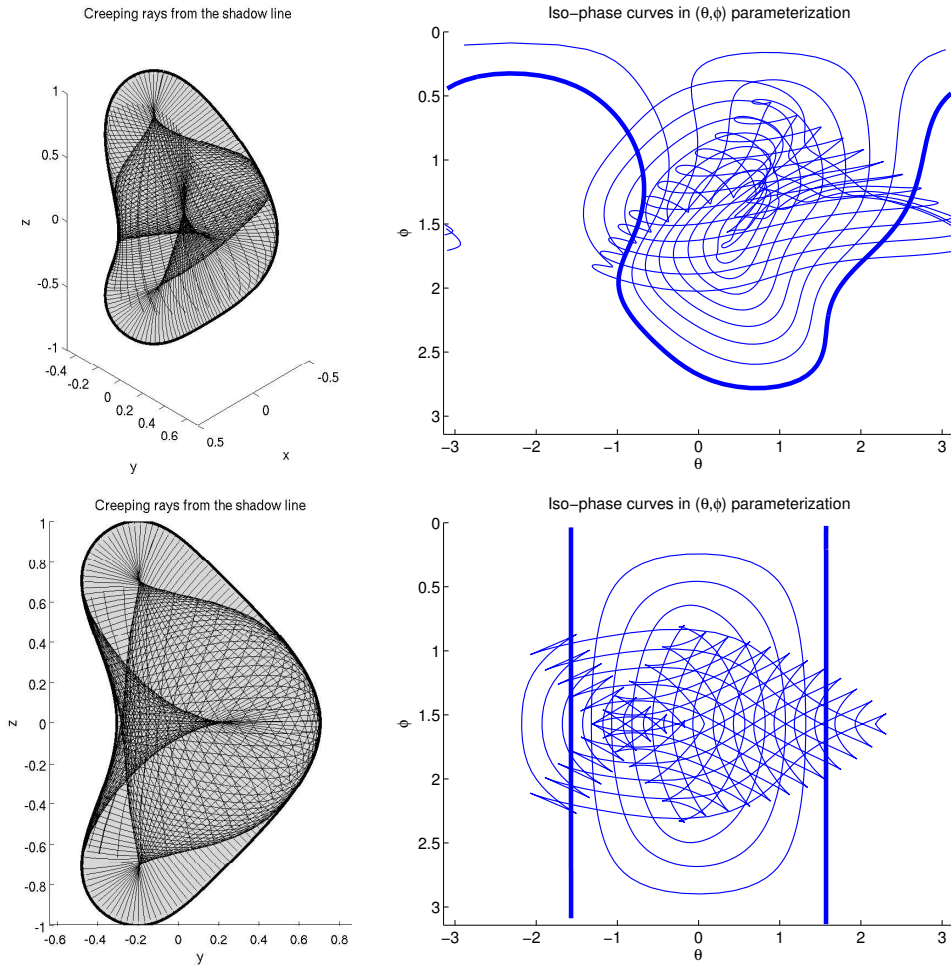 Creeping rays from the shadow line
1
0.5
0
-0.5
-1
z
-0.4
-0.2
0
0.2
0.4
0.6
y
0.5
0
-0.5
x
Iso−phase curves in (θ,ϕ) parameterization
0
0.5
1
1.5
2
2.5
3
ϕ
−3 −2 −1 0 1 2 3
θ
Creeping rays from the shadow line
1
0.8
0.6
0.4
0.2
0
-0.2
-0.4
-0.6
-0.8
-1
z
-0.6 -0.4 -0.2 0 0.2 0.4 0.6 0.8
y
Iso−phase curves in (θ,ϕ) parameterization
0
0.5
1
1.5
2
2.5
3
ϕ
−3 −2 −1 0 1 2 3
θ